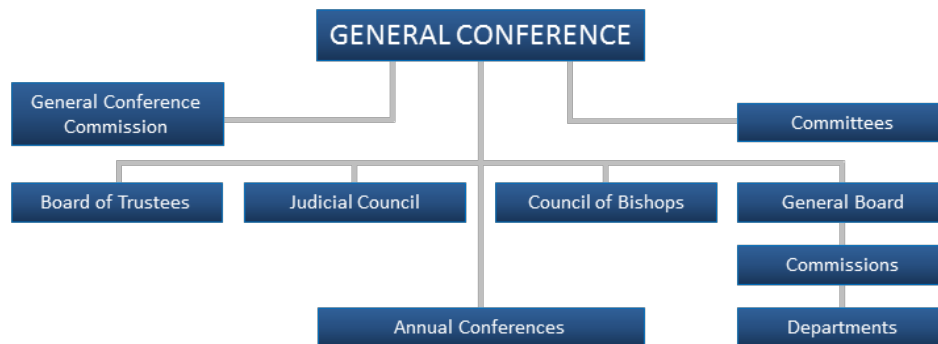 GENERAL CONFERENCE
General Conference
Commission
Committees
Board of Trustees
Judicial Council
Council of Bishops
General Board
Commissions
Annual Conferences
Departments